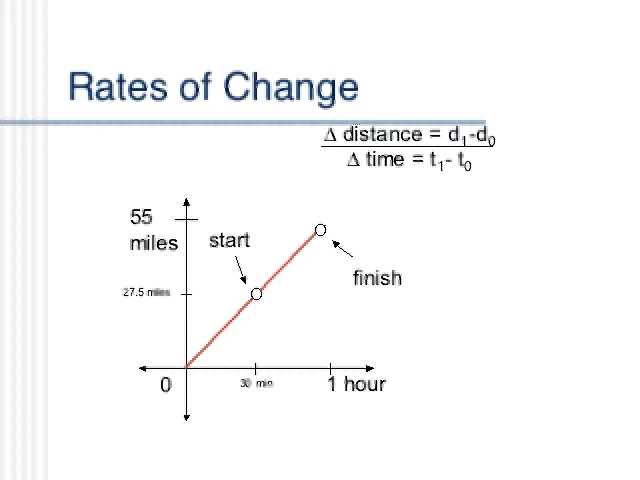 Rates of Change
Δ distance = d₁-d₀
Δ time = t₁- t₀
55
miles
start
finish
27.5 miles
0
30 min
1 hour